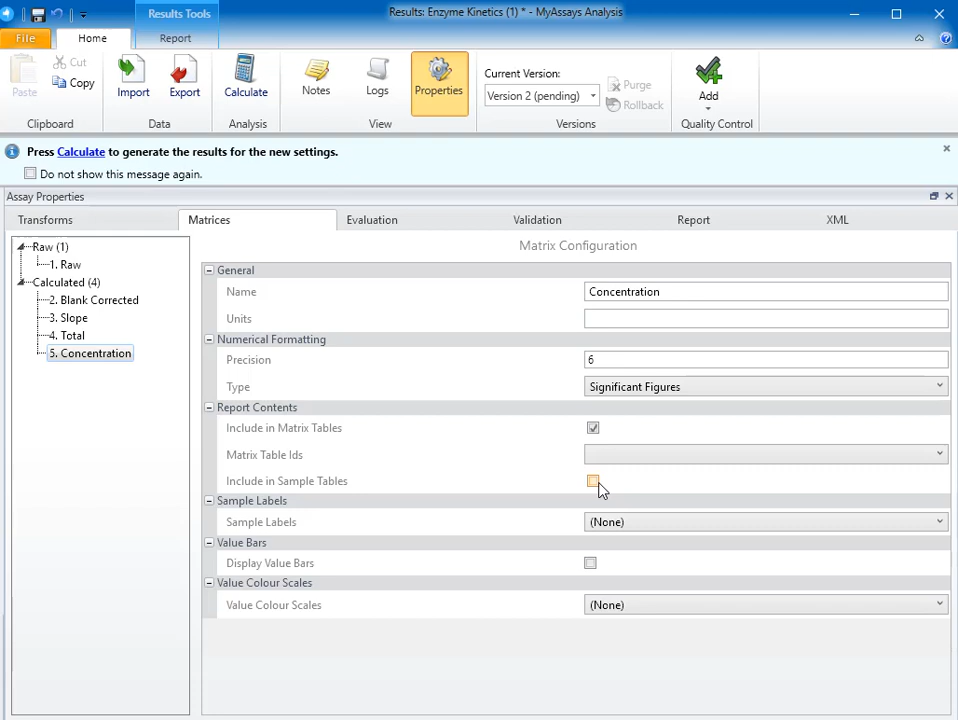 Results Tools
Results: Enzyme Kinetics (1) * - MyAssays Analysis
File
Home
Report
Paste
Cut
Copy
Clipboard
Import
Export
Data
Calculate
Analysis
Notes
Logs
Properties
View
Current Version:
Version 2 (pending)
Purge
Rollback
Versions
Add
Quality Control
Press Calculate to generate the results for the new settings.
Do not show this message again.
Assay Properties
Transforms
Matrices
Evaluation
Validation
Report
XML
Raw (1)
1. Raw
Calculated (4)
2. Blank Corrected
3. Slope
4. Total
5. Concentration
Matrix Configuration
General
Name
Concentration
Units
Numerical Formatting
Precision
6
Type
Significant Figures
Report Contents
Include in Matrix Tables
Matrix Table Ids
Include in Sample Tables
Sample Labels
Sample Labels
(None)
Value Bars
Display Value Bars
Value Colour Scales
Value Colour Scales
(None)